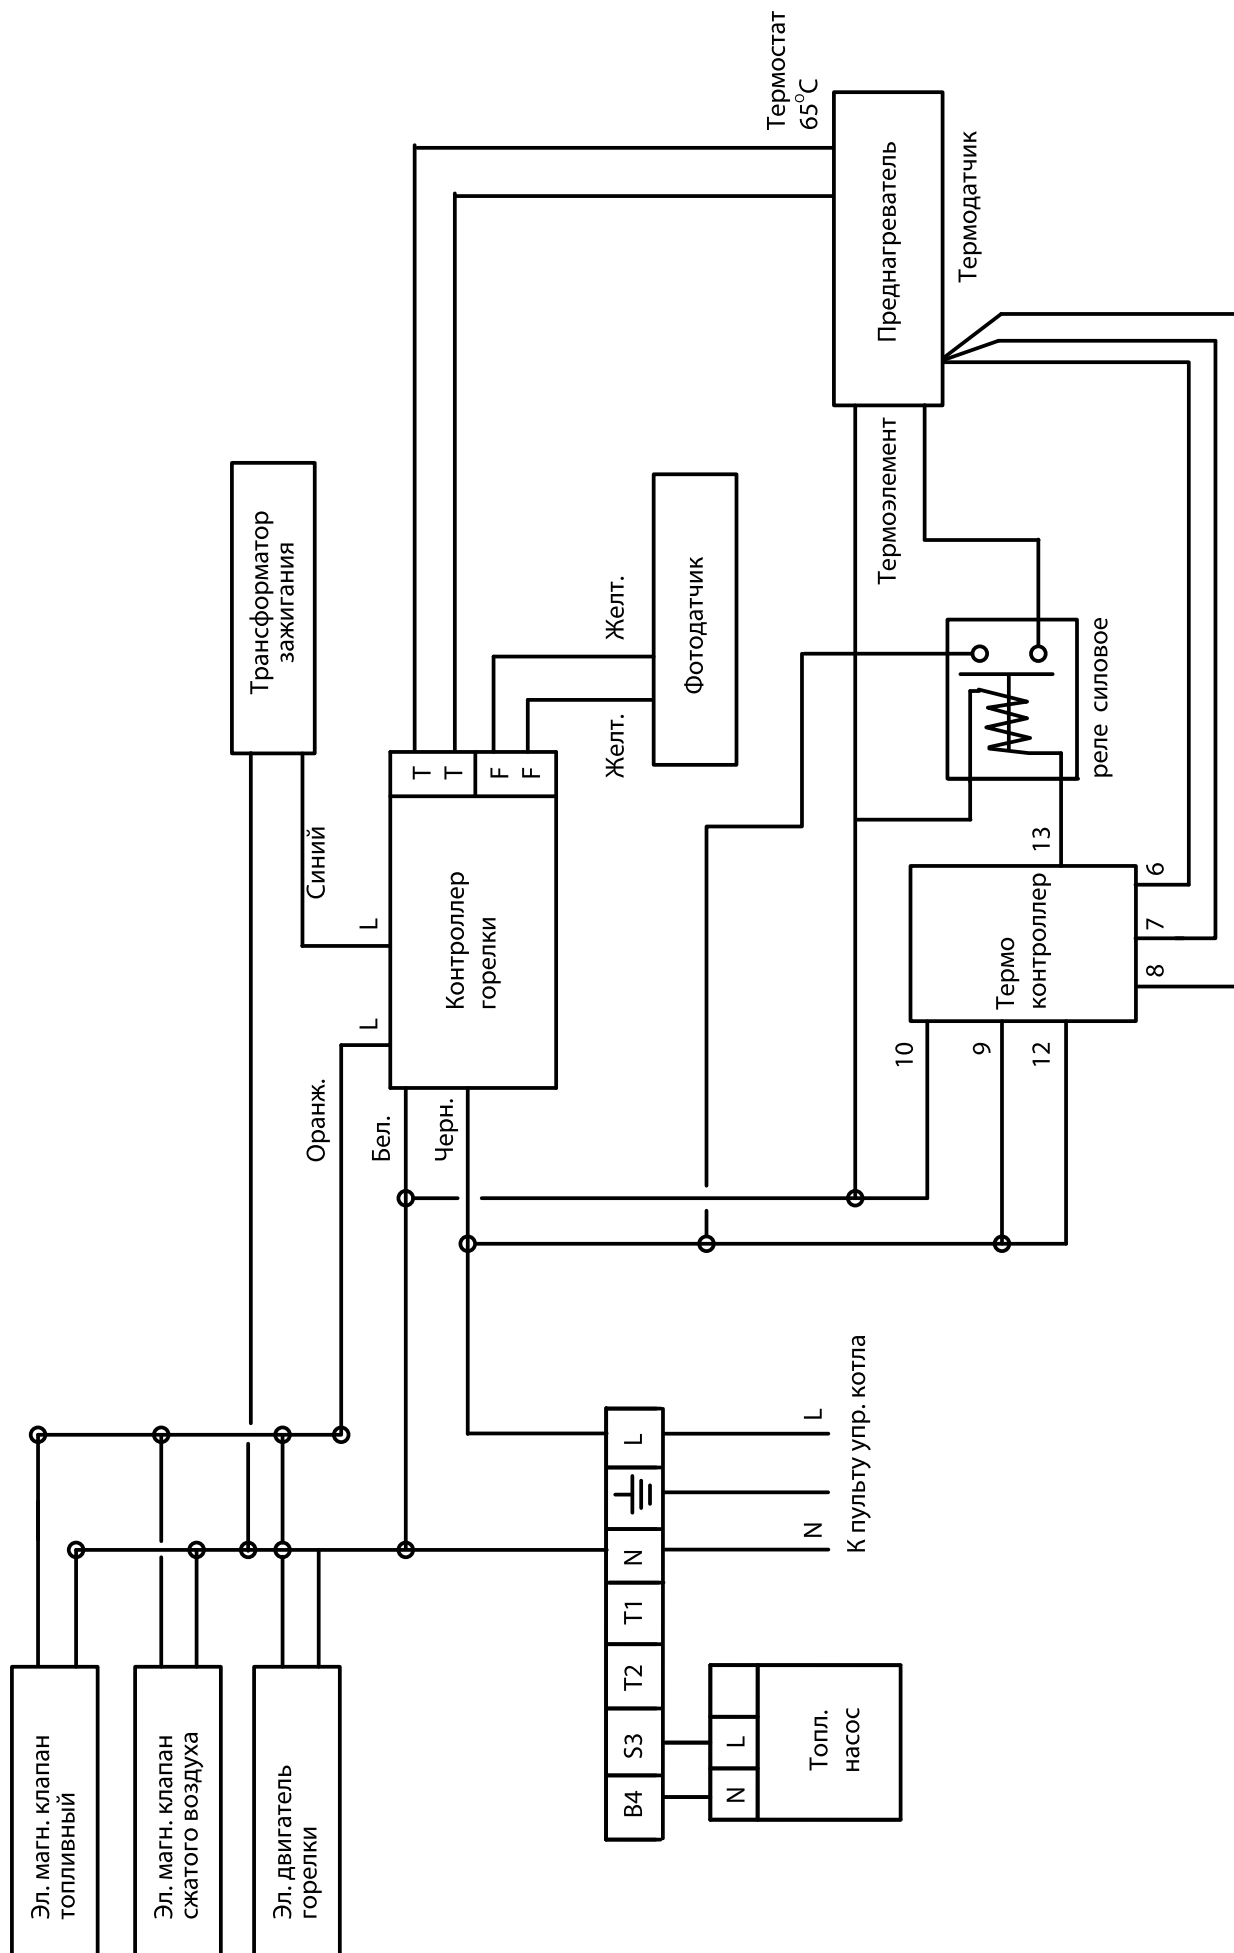 Эл. магн. клапан
топливный
Эл. магн. клапан
сжатого воздуха
Эл. двигатель
горелки
Трансформатор
зажигания
Синий
Оранж.
L
L
Бел.
Черн.
Контроллер
горелки
T
T
F
F
Желт.
Желт.
Фотодатчик
Термостат
65°C
Преднагреватель
Термодатчик
Термоэлемент
реле силовое
13
Термо
контроллер
10
9
12
8
7
6
B4
S3
T2
T1
N
L
N
L
К пульту упр. котла
N
L
Топл.
насос